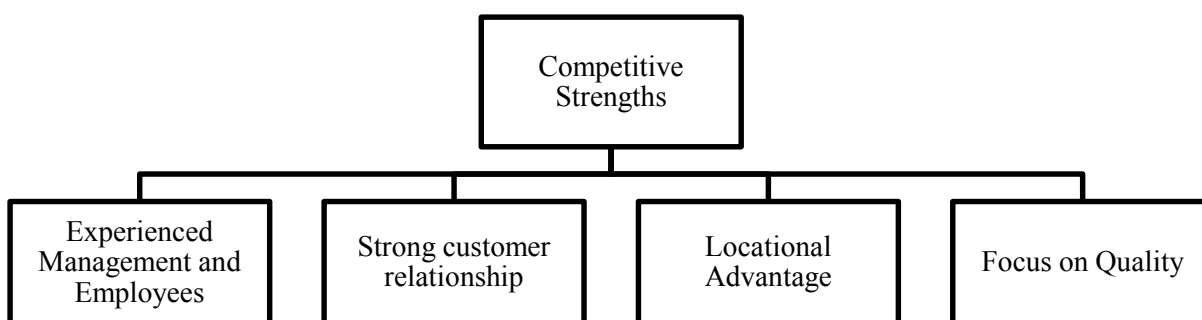 Competitive
Strengths
Experienced
Management and
Employees
Strong customer
relationship
Locational
Advantage
Focus on Quality